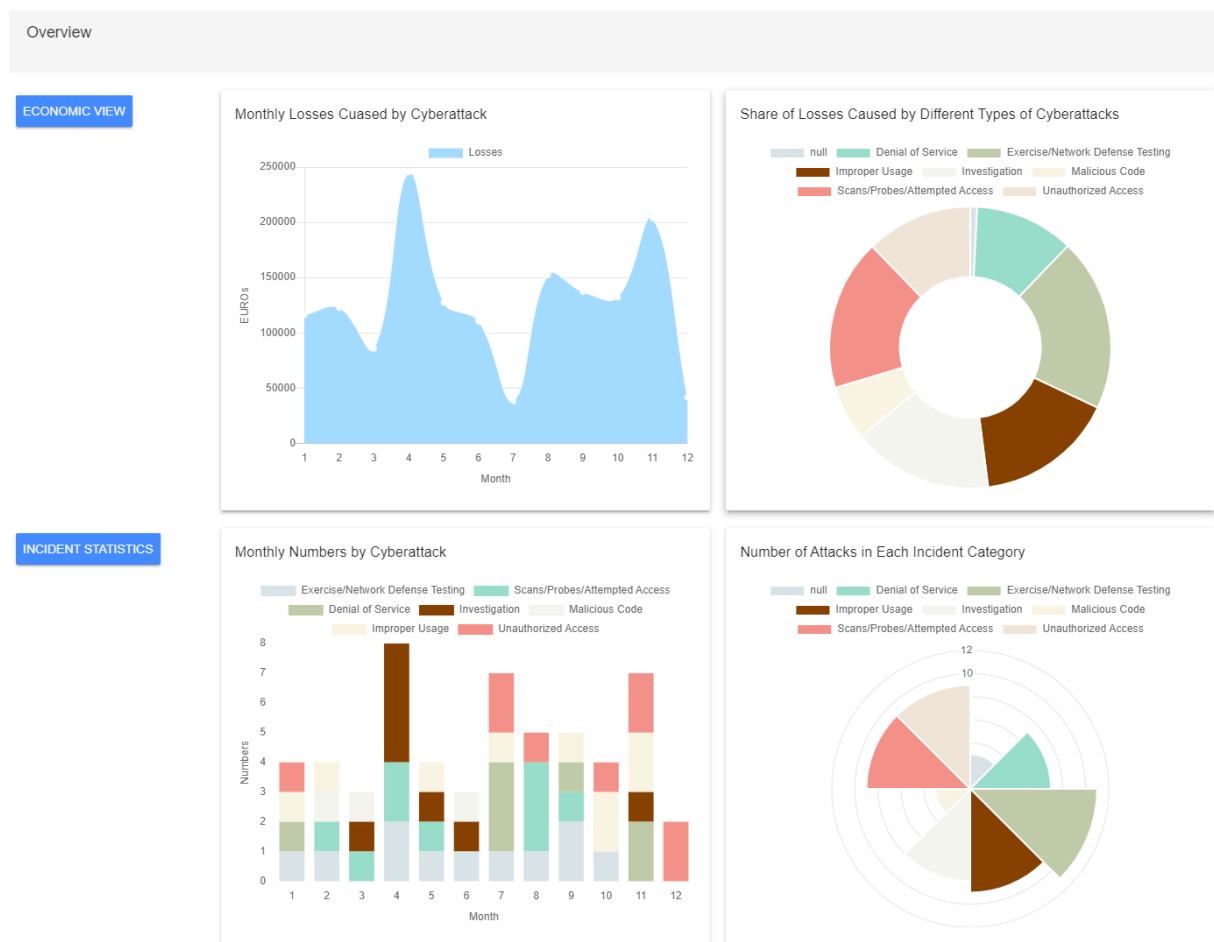 Overview
ECONOMIC VIEW
Monthly Losses Cuased by Cyberattack
Losses
250000
200000
150000
100000
50000
0
EUROs
1 2 3 4 5 6 7 8 9 10 11 12
Month
Share of Losses Caused by Different Types of Cyberattacks
null Denial of Service Exercise/Network Defense Testing
Improper Usage Investigation Malicious Code
Scans/Probes/Attempted Access Unauthorized Access
INCIDENT STATISTICS
Monthly Numbers by Cyberattack
Exercise/Network Defense Testing Scans/Probes/Attempted Access
Denial of Service Investigation Malicious Code
Improper Usage Unauthorized Access
8
7
6
5
4
3
2
1
0
Numbers
1 2 3 4 5 6 7 8 9 10 11 12
Month
Number of Attacks in Each Incident Category
null Denial of Service Exercise/Network Defense Testing
Improper Usage Investigation Malicious Code
Scans/Probes/Attempted Access Unauthorized Access
12
10